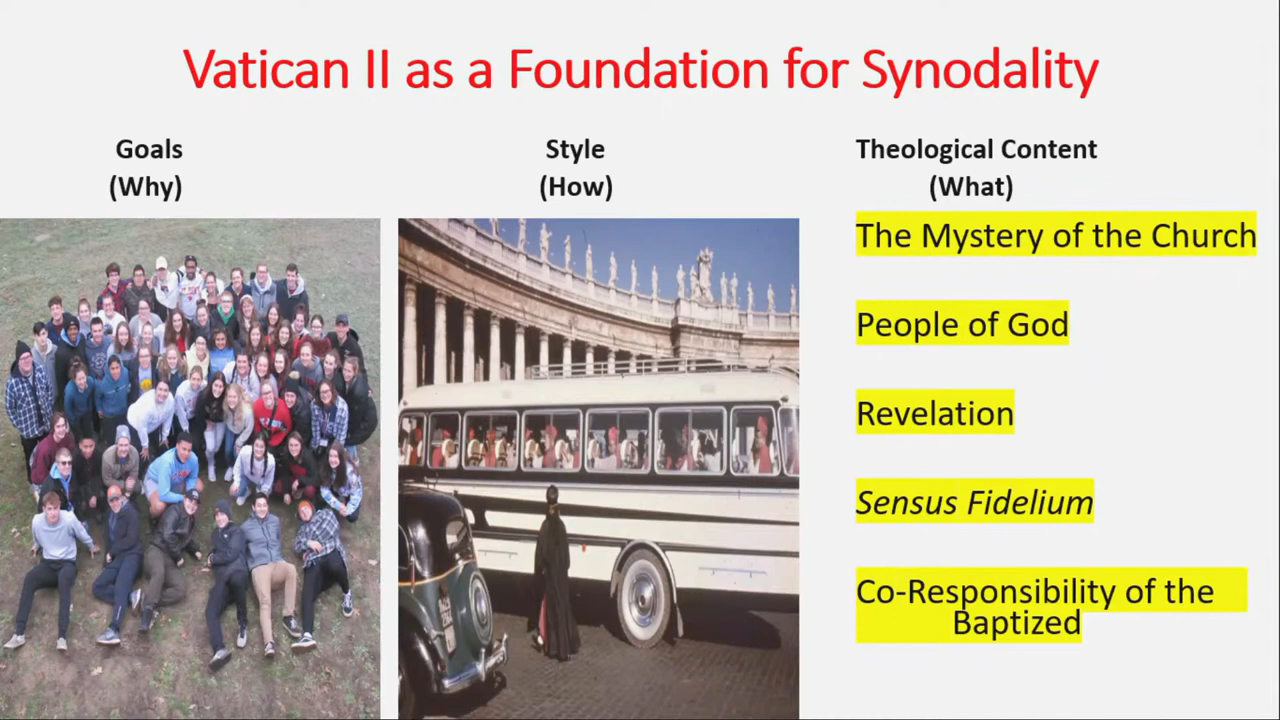 Vatican II as a Foundation for Synodality
Goals
(Why)
Style
(How)
Theological Content
(What)
The Mystery of the Church
People of God
Revelation
Sensus Fidelium
Co-Responsibility of the
Baptized